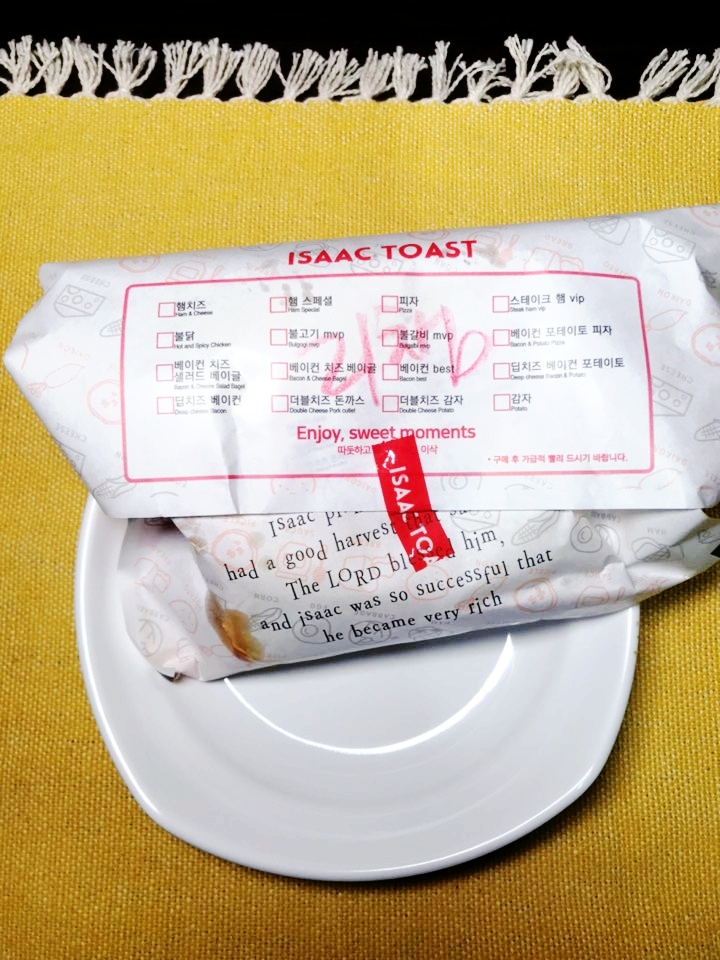 ISAAC TOAST
햄치즈
Ham & Cheese
햄 스페셜
Ham Special
피자
Pizza
스테이크 햄 vip
Steak ham vip
불닭
Hot and Spicy Chicken
불고기 mvp
Bulgogi mvp
불갈비 mvp
Bulgalbi mvp
베이컨 포테이토 피자
Bacon & Potato Pizza
베이컨 치즈
샐러드 베이글
Bacon & Cheese Salad Bagel
베이컨 치즈 베이글
Bacon & Cheese Bagel
베이컨 best
Bacon best
딥치즈 베이컨 포테이토
Deep cheese Bacon & Potato
딥치즈 베이컨
Deep cheese Bacon
더블치즈 돈까스
Double Cheese Pork cutlet
더블치즈 감자
Double Cheese Potato
감자
Potato
Enjoy, sweet moments
따뜻하고 이삭
* 구매 후 가급적 빨리 드시기 바랍니다.
ISAAC TOA
Isaac that
had a good harvest
The LORD him,
and isaac was so successful that
he became very rich